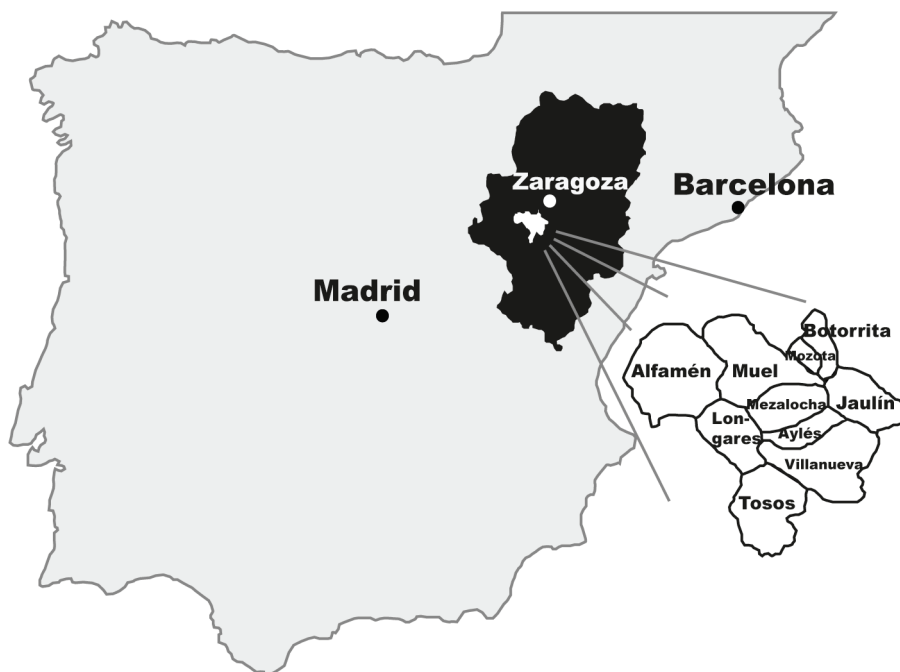 Zaragoza
Barcelona
Madrid
Botorrita
Mozota
Alfamén
Muel
Mezalocha
Jaulín
Lon-
gares
Aylés
Villanueva
Tosos